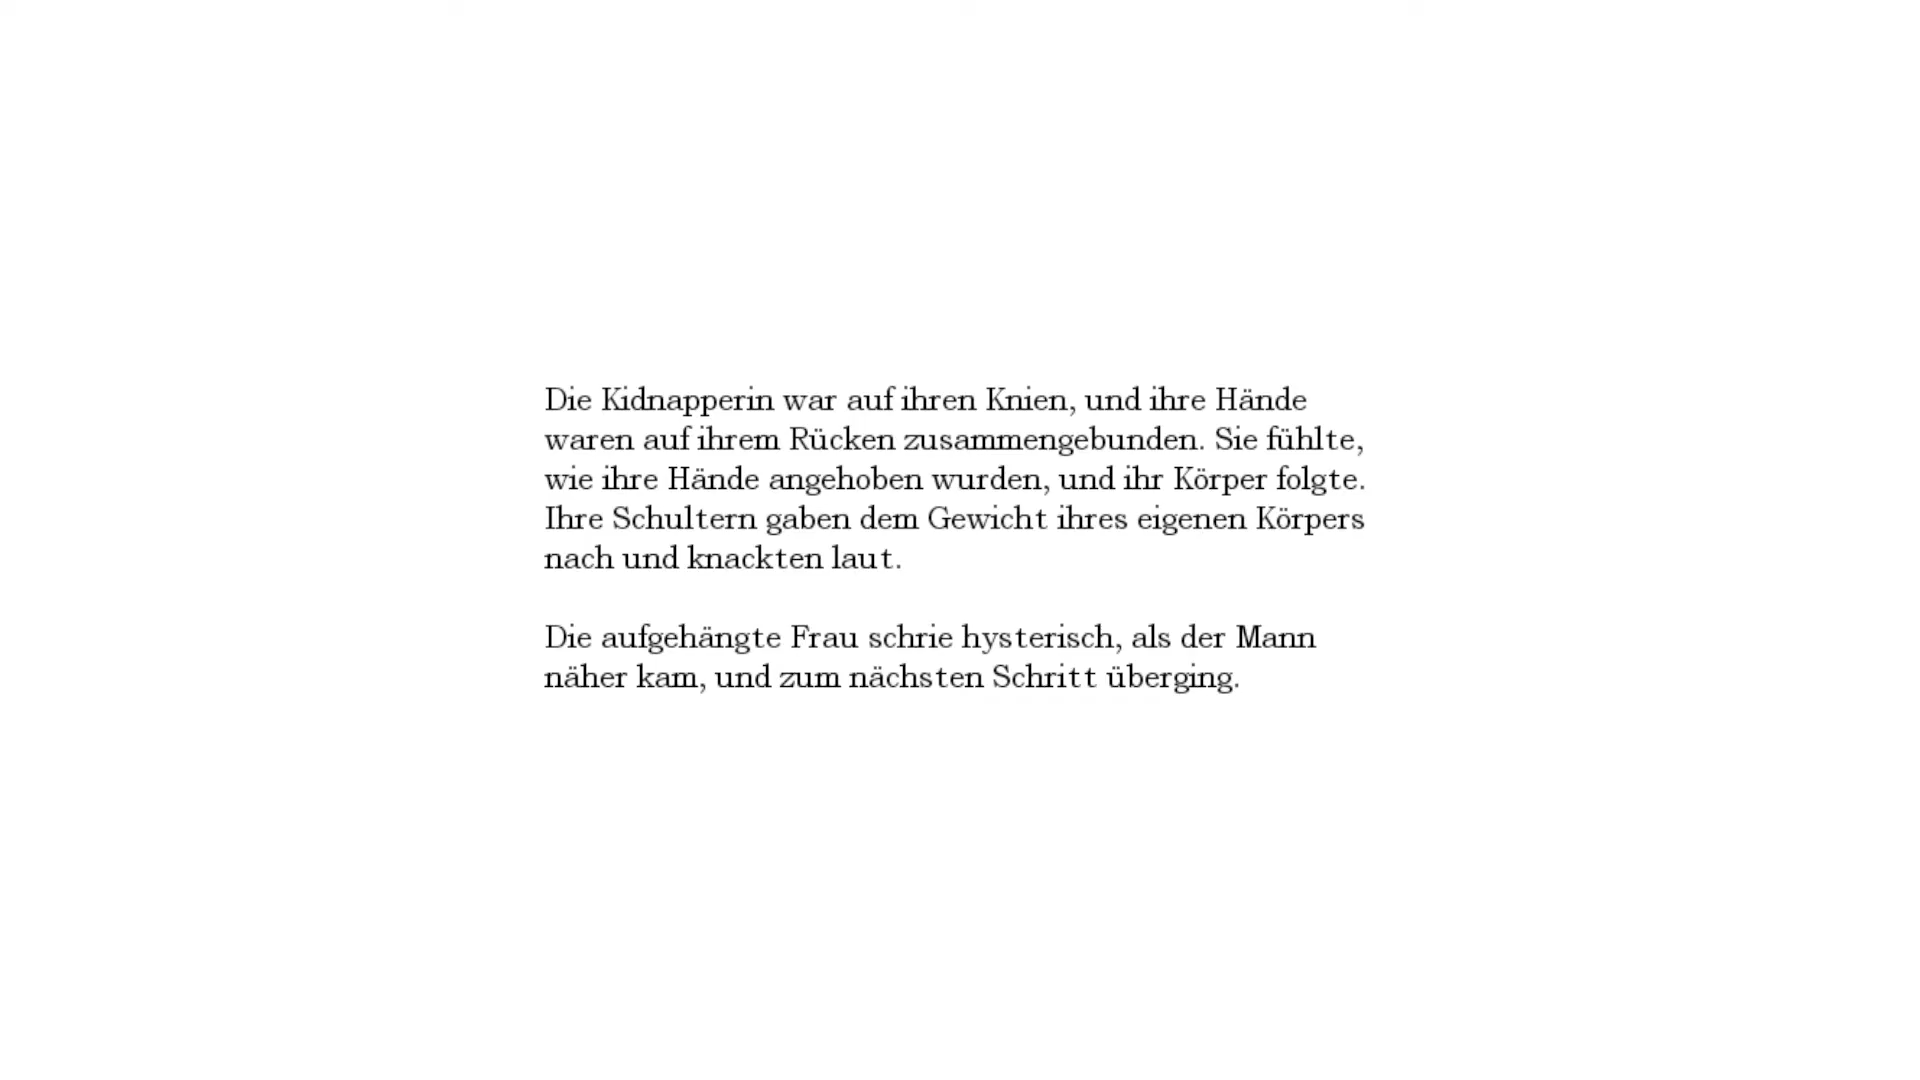 Die Kidnapperin war auf ihren Knien, und ihre Hände
waren auf ihrem Rücken zusammengebunden. Sie fühlte,
wie ihre Hände angehoben wurden, und ihr Körper folgte.
Ihre Schultern gaben dem Gewicht ihres eigenen Körpers
nach und knackten laut.
Die aufgehängte Frau schrie hysterisch, als der Mann
näher kam, und zum nächsten Schritt überging.